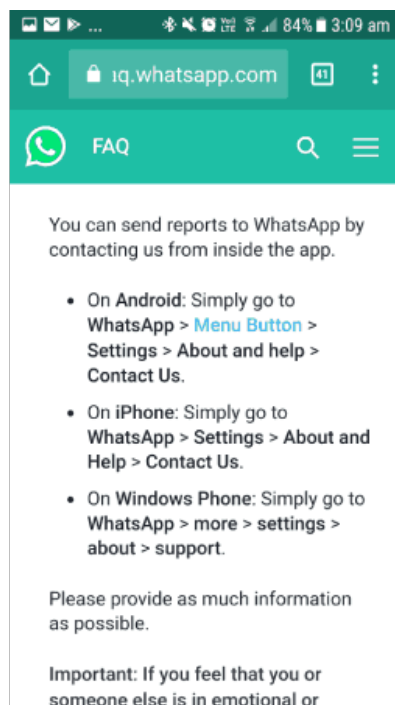 ... Vo) LTE 84% 3:09 am
ıq.whatsapp.com 41
FAQ
You can send reports to WhatsApp by
contacting us from inside the app.
• On Android: Simply go to
WhatsApp > Menu Button >
Settings > About and help >
Contact Us.
• On iPhone: Simply go to
WhatsApp > Settings > About and
Help > Contact Us.
• On Windows Phone: Simply go to
WhatsApp > more > settings >
about > support.
Please provide as much information
as possible.
Important: If you feel that you or
someone else is in emotional or